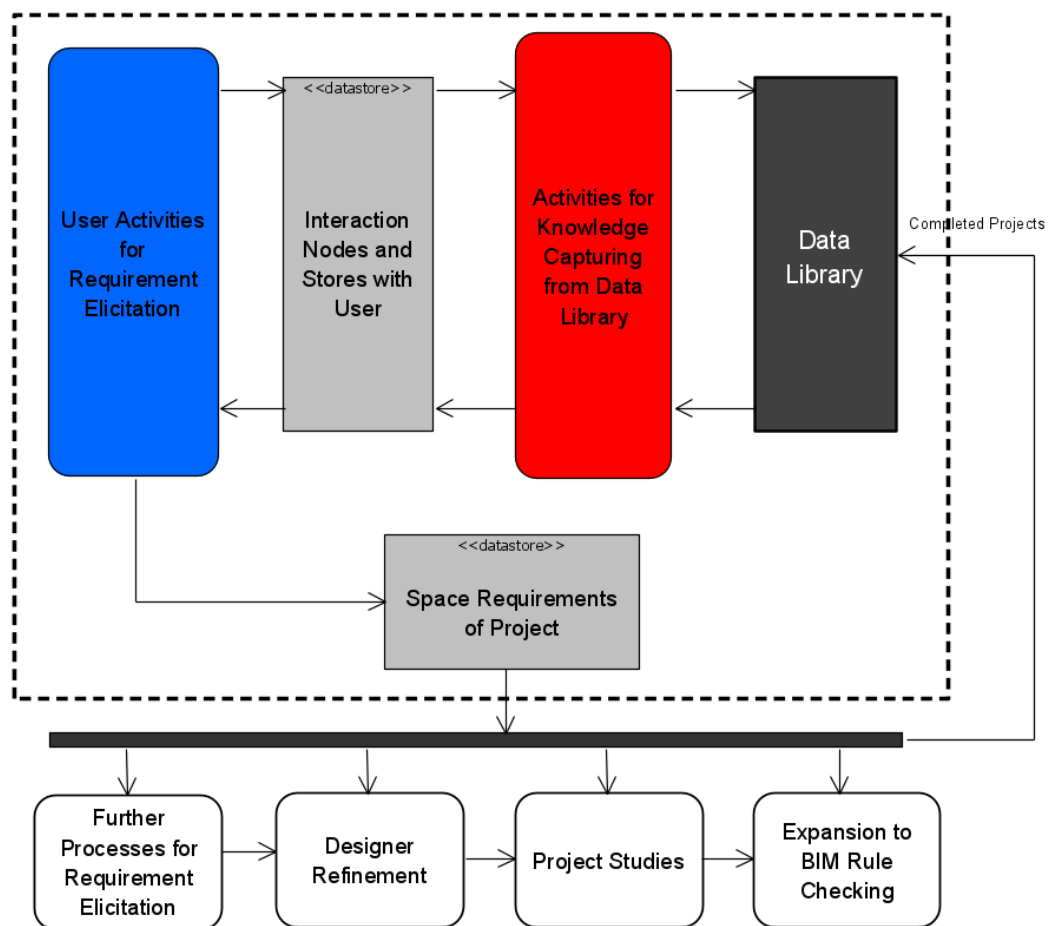 User Activities
for
Requirement
Elicitation
<<datastore>>
Interaction
Nodes and
Stores with
User
Activities for
Knowledge
Capturing
from Data
Library
Data
Library
Completed Projects
<<datastore>>
Space Requirements
of Project
Further
Processes for
Requirement
Elicitation
Designer
Refinement
Project Studies
Expansion to
BIM Rule
Checking